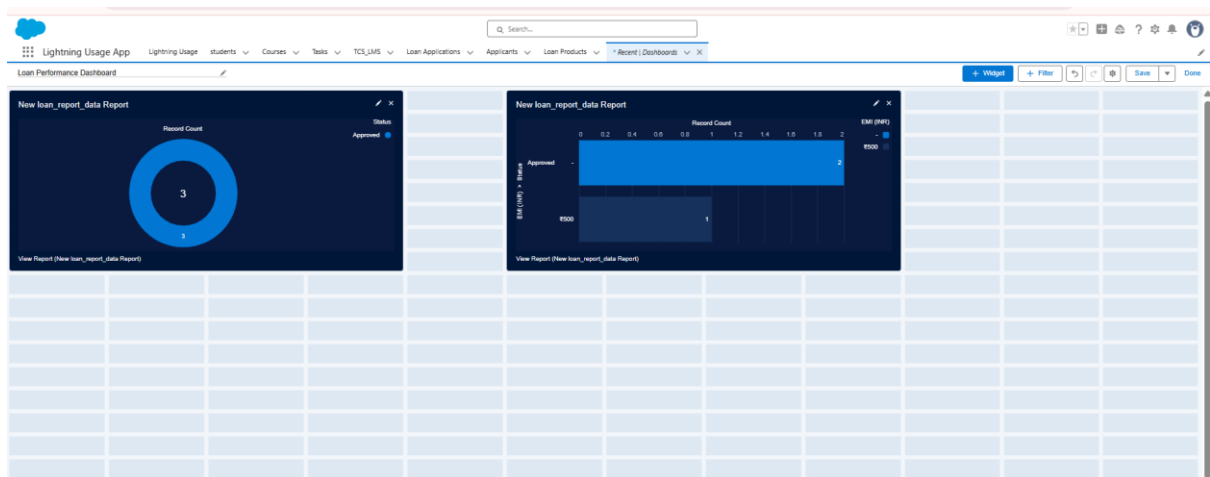 Search...
Lightning Usage App Lightning Usage students Courses Tasks TCS_LMS Loan Applications Applicants Loan Products * Recent | Dashboards
Loan Performance Dashboard + Widget + Filter Save Done
New loan_report_data Report
Record Count
Status
Approved
3
3
View Report (New loan_report_data Report)
New loan_report_data Report
Record Count
EMI (INR)
0 0.2 0.4 0.6 0.8 1 1.2 1.4 1.6 1.8 2
-
₹500
EMI (INR) > Status
Approved - 2
₹500 1
View Report (New loan_report_data Report)